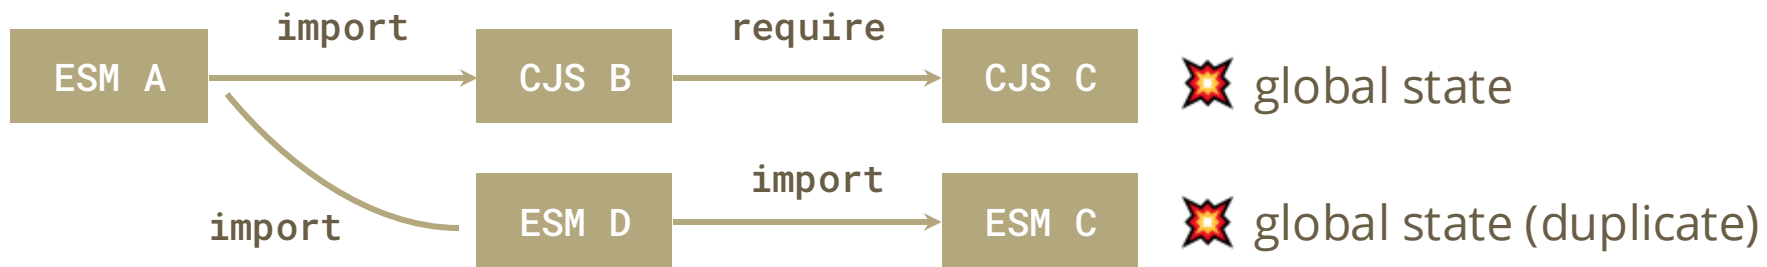 import
require
ESM A
CJS B
CJS C
global state
import
import
ESM D
ESM C
global state (duplicate)